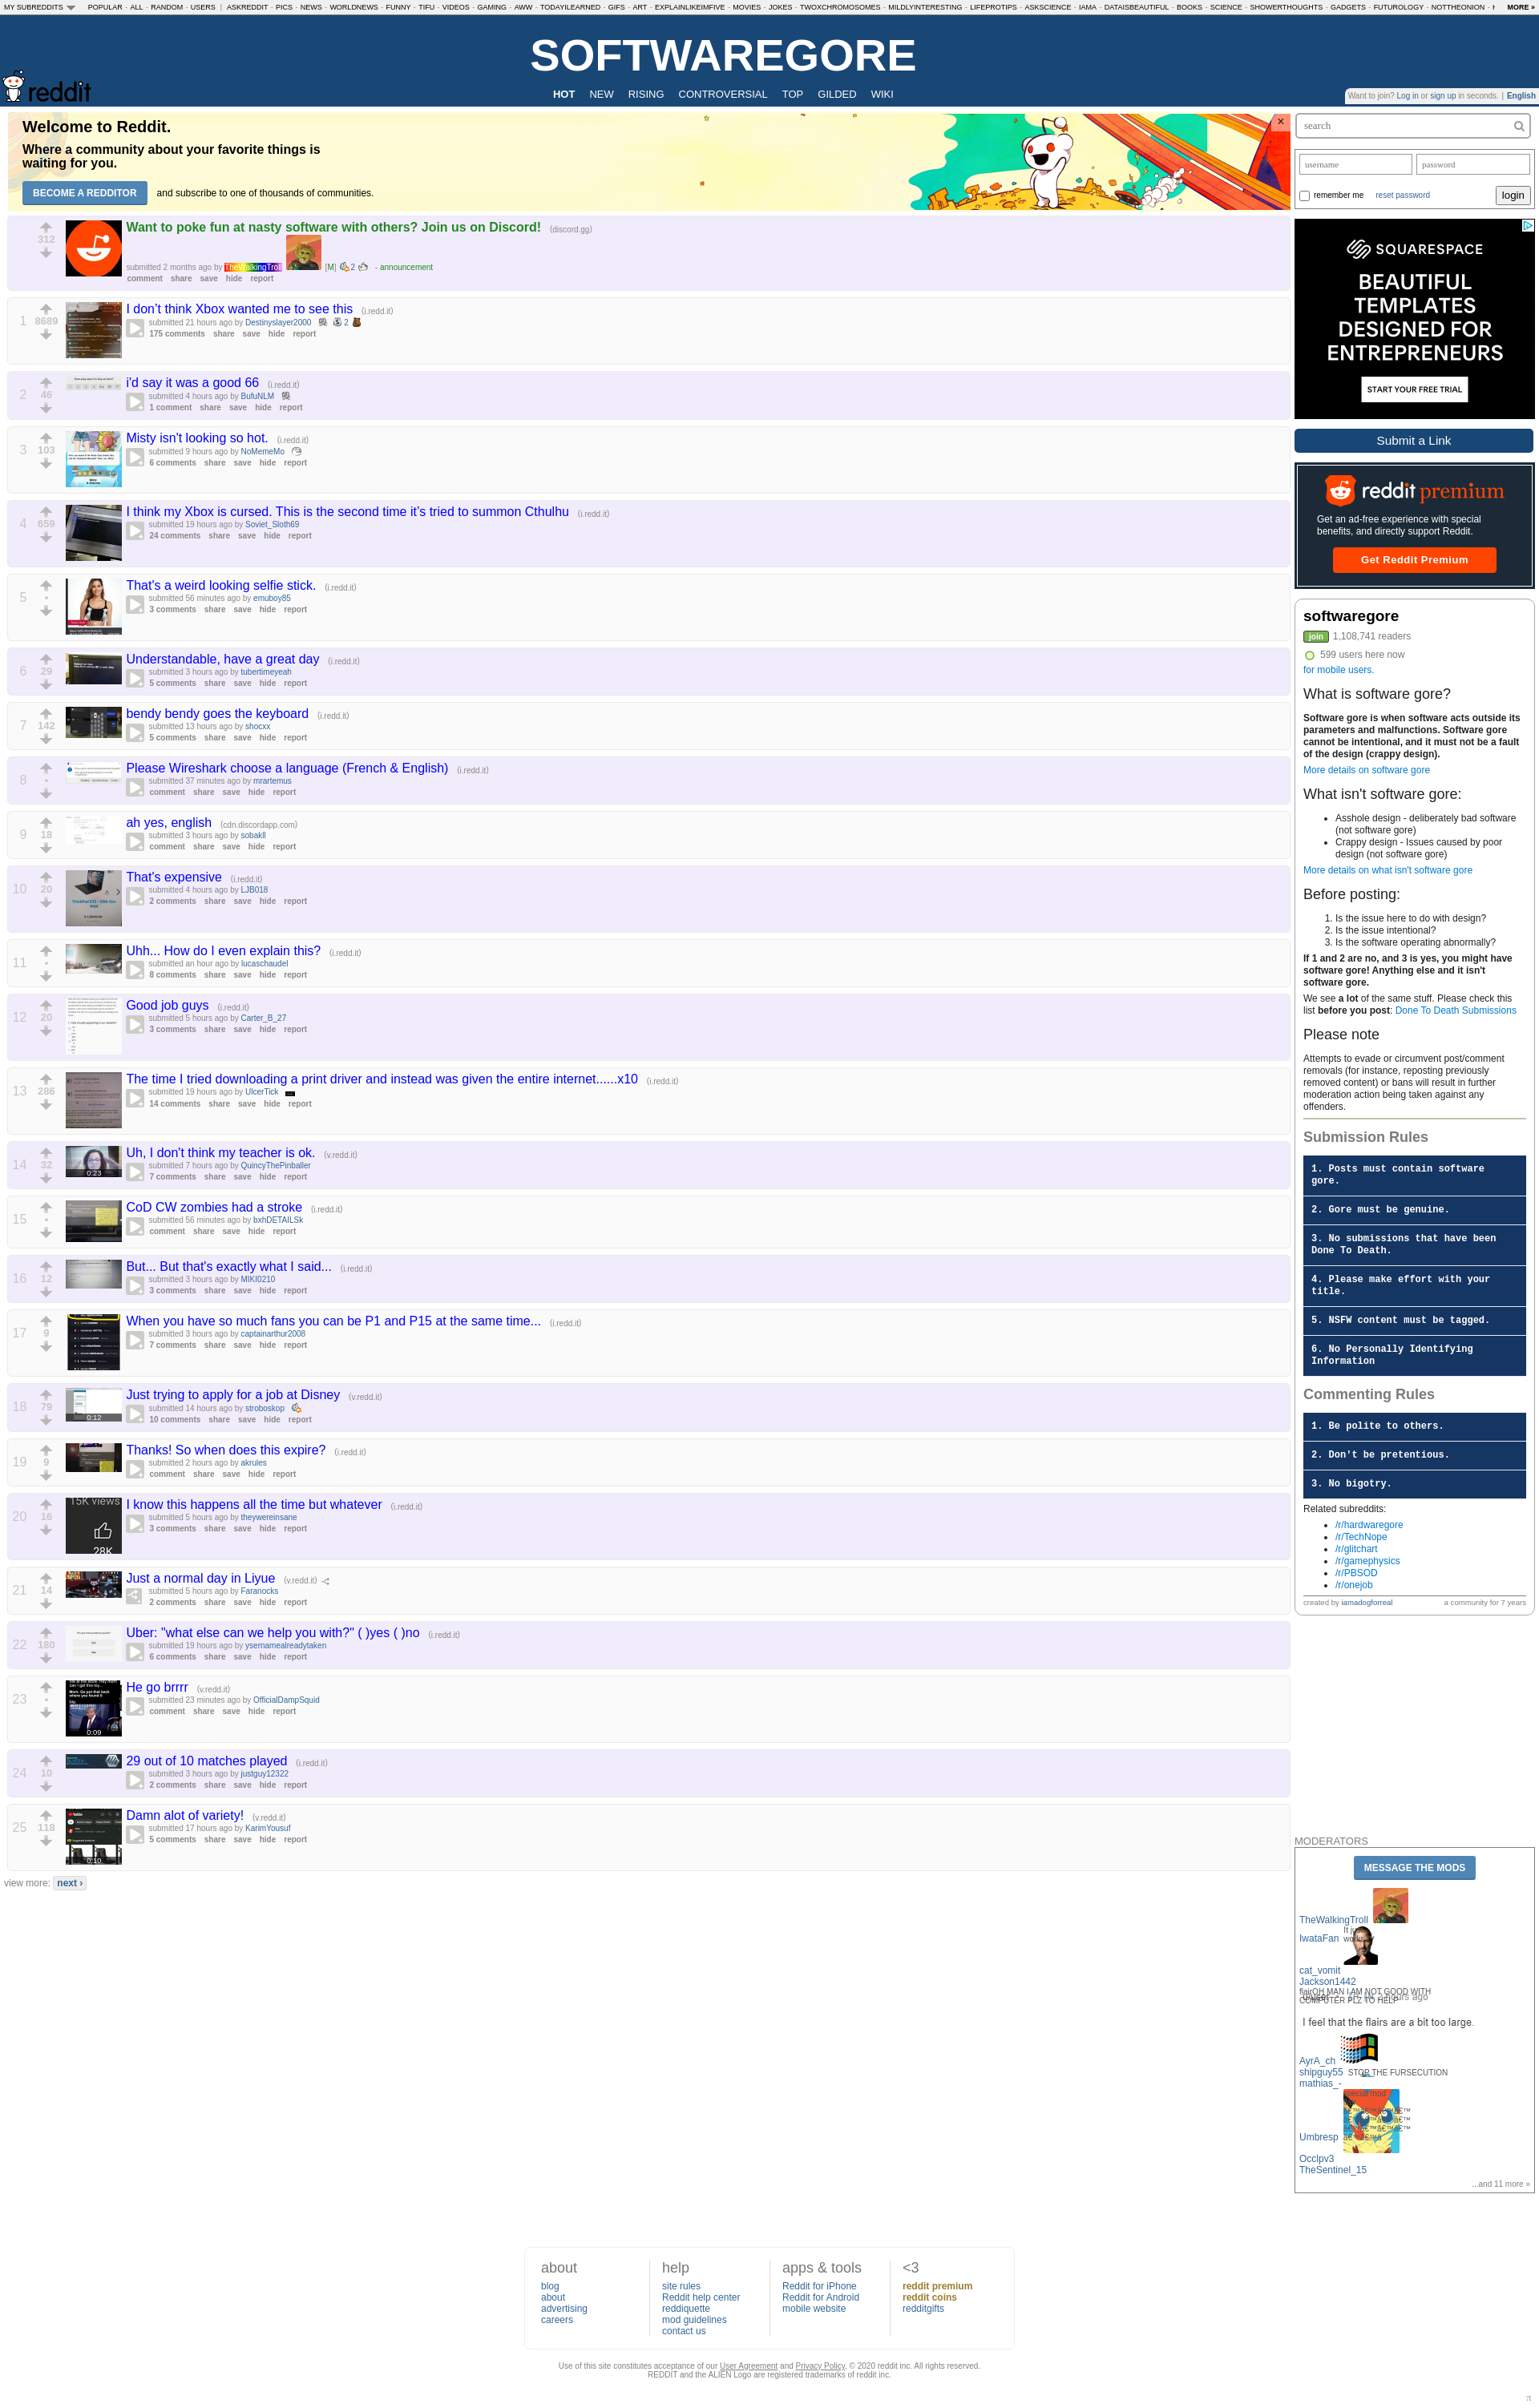 MY SUBREDDITS POPULAR - ALL - RANDOM - USERS | ASKREDDIT - PICS - NEWS - WORLDNEWS - FUNNY - TIFU - VIDEOS - GAMING - AWW - TODAYILEARNED - GIFS - ART - EXPLAINLIKEIMFIVE - MOVIES - JOKES - TWOXCHROMOSOMES - MILDLYINTERESTING - LIFEPROTIPS - ASKSCIENCE - IAMA - DATAISBEAUTIFUL - BOOKS - SCIENCE - SHOWERTHOUGHTS - GADGETS - FUTUROLOGY - NOTTHEONION - MORE »
SOFTWAREGORE
reddit
HOT NEW RISING CONTROVERSIAL TOP GILDED WIKI
Want to join? Log in or sign up in seconds. | English
Welcome to Reddit.
Where a community about your favorite things is
waiting for you.
BECOME A REDDITOR and subscribe to one of thousands of communities.
×
312
Want to poke fun at nasty software with others? Join us on Discord! (discord.gg)
submitted 2 months ago by TheWalkingTroll [M] 2 - announcement
comment share save hide report
1
8689
I don't think Xbox wanted me to see this (i.redd.it)
submitted 21 hours ago by Destinyslayer2000 2
175 comments share save hide report
2
46
i'd say it was a good 66 (i.redd.it)
submitted 4 hours ago by BufuNLM
1 comment share save hide report
3
103
Misty isn't looking so hot. (i.redd.it)
submitted 9 hours ago by NoMemeMo
6 comments share save hide report
4
659
I think my Xbox is cursed. This is the second time it's tried to summon Cthulhu (i.redd.it)
submitted 19 hours ago by Soviet_Sloth69
24 comments share save hide report
5
•
That's a weird looking selfie stick. (i.redd.it)
submitted 56 minutes ago by emuboy85
3 comments share save hide report
6
29
Understandable, have a great day (i.redd.it)
submitted 3 hours ago by tubertimeyeah
5 comments share save hide report
7
142
bendy bendy goes the keyboard (i.redd.it)
submitted 13 hours ago by shocxx
5 comments share save hide report
8
•
Please Wireshark choose a language (French & English) (i.redd.it)
submitted 37 minutes ago by mrartemus
comment share save hide report
9
18
ah yes, english (cdn.discordapp.com)
submitted 3 hours ago by sobakll
comment share save hide report
10
20
That's expensive (i.redd.it)
submitted 4 hours ago by LJB018
2 comments share save hide report
11
•
Uhh... How do I even explain this? (i.redd.it)
submitted an hour ago by lucaschaudel
8 comments share save hide report
12
20
Good job guys (i.redd.it)
submitted 5 hours ago by Carter_B_27
3 comments share save hide report
13
286
The time I tried downloading a print driver and instead was given the entire internet......x10 (i.redd.it)
submitted 19 hours ago by UlcerTick
14 comments share save hide report
14
32
0:23
Uh, I don't think my teacher is ok. (v.redd.it)
submitted 7 hours ago by QuincyThePinballer
7 comments share save hide report
15
•
CoD CW zombies had a stroke (i.redd.it)
submitted 56 minutes ago by bxhDETAILSk
comment share save hide report
16
12
But... But that's exactly what I said... (i.redd.it)
submitted 3 hours ago by MIKI0210
3 comments share save hide report
17
9
When you have so much fans you can be P1 and P15 at the same time... (i.redd.it)
submitted 3 hours ago by captainarthur2008
7 comments share save hide report
18
79
0:12
Just trying to apply for a job at Disney (v.redd.it)
submitted 14 hours ago by stroboskop
10 comments share save hide report
19
9
Thanks! So when does this expire? (i.redd.it)
submitted 2 hours ago by akrules
comment share save hide report
20
16
15K views
28K
I know this happens all the time but whatever (i.redd.it)
submitted 5 hours ago by theywereinsane
3 comments share save hide report
21
14
Just a normal day in Liyue (v.redd.it)
submitted 5 hours ago by Faranocks
2 comments share save hide report
22
180
Uber: "what else can we help you with?" ( )yes ( )no (i.redd.it)
submitted 19 hours ago by ysernamealreadytaken
6 comments share save hide report
23
•
0:09
He go brrrr (v.redd.it)
submitted 23 minutes ago by OfficialDampSquid
comment share save hide report
24
10
29 out of 10 matches played (i.redd.it)
submitted 3 hours ago by justguy12322
2 comments share save hide report
25
118
0:10
Damn alot of variety! (v.redd.it)
submitted 17 hours ago by KarimYousuf
5 comments share save hide report
view more: next ›
search
username password
remember me reset password login
SQUARESPACE
BEAUTIFUL
TEMPLATES
DESIGNED FOR
ENTREPRENEURS
START YOUR FREE TRIAL
Submit a Link
reddit premium
Get an ad-free experience with special
benefits, and directly support Reddit.
Get Reddit Premium
softwaregore
join 1,108,741 readers
599 users here now
for mobile users.
What is software gore?
Software gore is when software acts outside its
parameters and malfunctions. Software gore
cannot be intentional, and it must not be a fault
of the design (crappy design).
More details on software gore
What isn't software gore:
• Asshole design - deliberately bad software
(not software gore)
• Crappy design - Issues caused by poor
design (not software gore)
More details on what isn't software gore
Before posting:
1. Is the issue here to do with design?
2. Is the issue intentional?
3. Is the software operating abnormally?
If 1 and 2 are no, and 3 is yes, you might have
software gore! Anything else and it isn't
software gore.
We see a lot of the same stuff. Please check this
list before you post: Done To Death Submissions
Please note
Attempts to evade or circumvent post/comment
removals (for instance, reposting previously
removed content) or bans will result in further
moderation action being taken against any
offenders.
Submission Rules
1. Posts must contain software
gore.
2. Gore must be genuine.
3. No submissions that have been
Done To Death.
4. Please make effort with your
title.
5. NSFW content must be tagged.
6. No Personally Identifying
Information
Commenting Rules
1. Be polite to others.
2. Don't be pretentious.
3. No bigotry.
Related subreddits:
• /r/hardwaregore
• /r/TechNope
• /r/glitchart
• /r/gamephysics
• /r/PBSOD
• /r/onejob
created by iamadogforreal a community for 7 years
MODERATORS
MESSAGE THE MODS
TheWalkingTroll
IwataFan
cat_vomit
Jackson1442
flairOH MAN I AM NOT GOOD WITH
COMPUTER PLZ TO HELP
I feel that the flairs are a bit too large.
AyrA_ch
shipguy55 STOP THE FURSECUTION
mathias_-
Umbresp
Occlpv3
TheSentinel_15
...and 11 more »
about
blog
about
advertising
careers
help
site rules
Reddit help center
reddiquette
mod guidelines
contact us
apps & tools
Reddit for iPhone
Reddit for Android
mobile website
<3
reddit premium
reddit coins
redditgifts
Use of this site constitutes acceptance of our User Agreement and Privacy Policy. © 2020 reddit inc. All rights reserved.
REDDIT and the ALIEN Logo are registered trademarks of reddit inc.
π